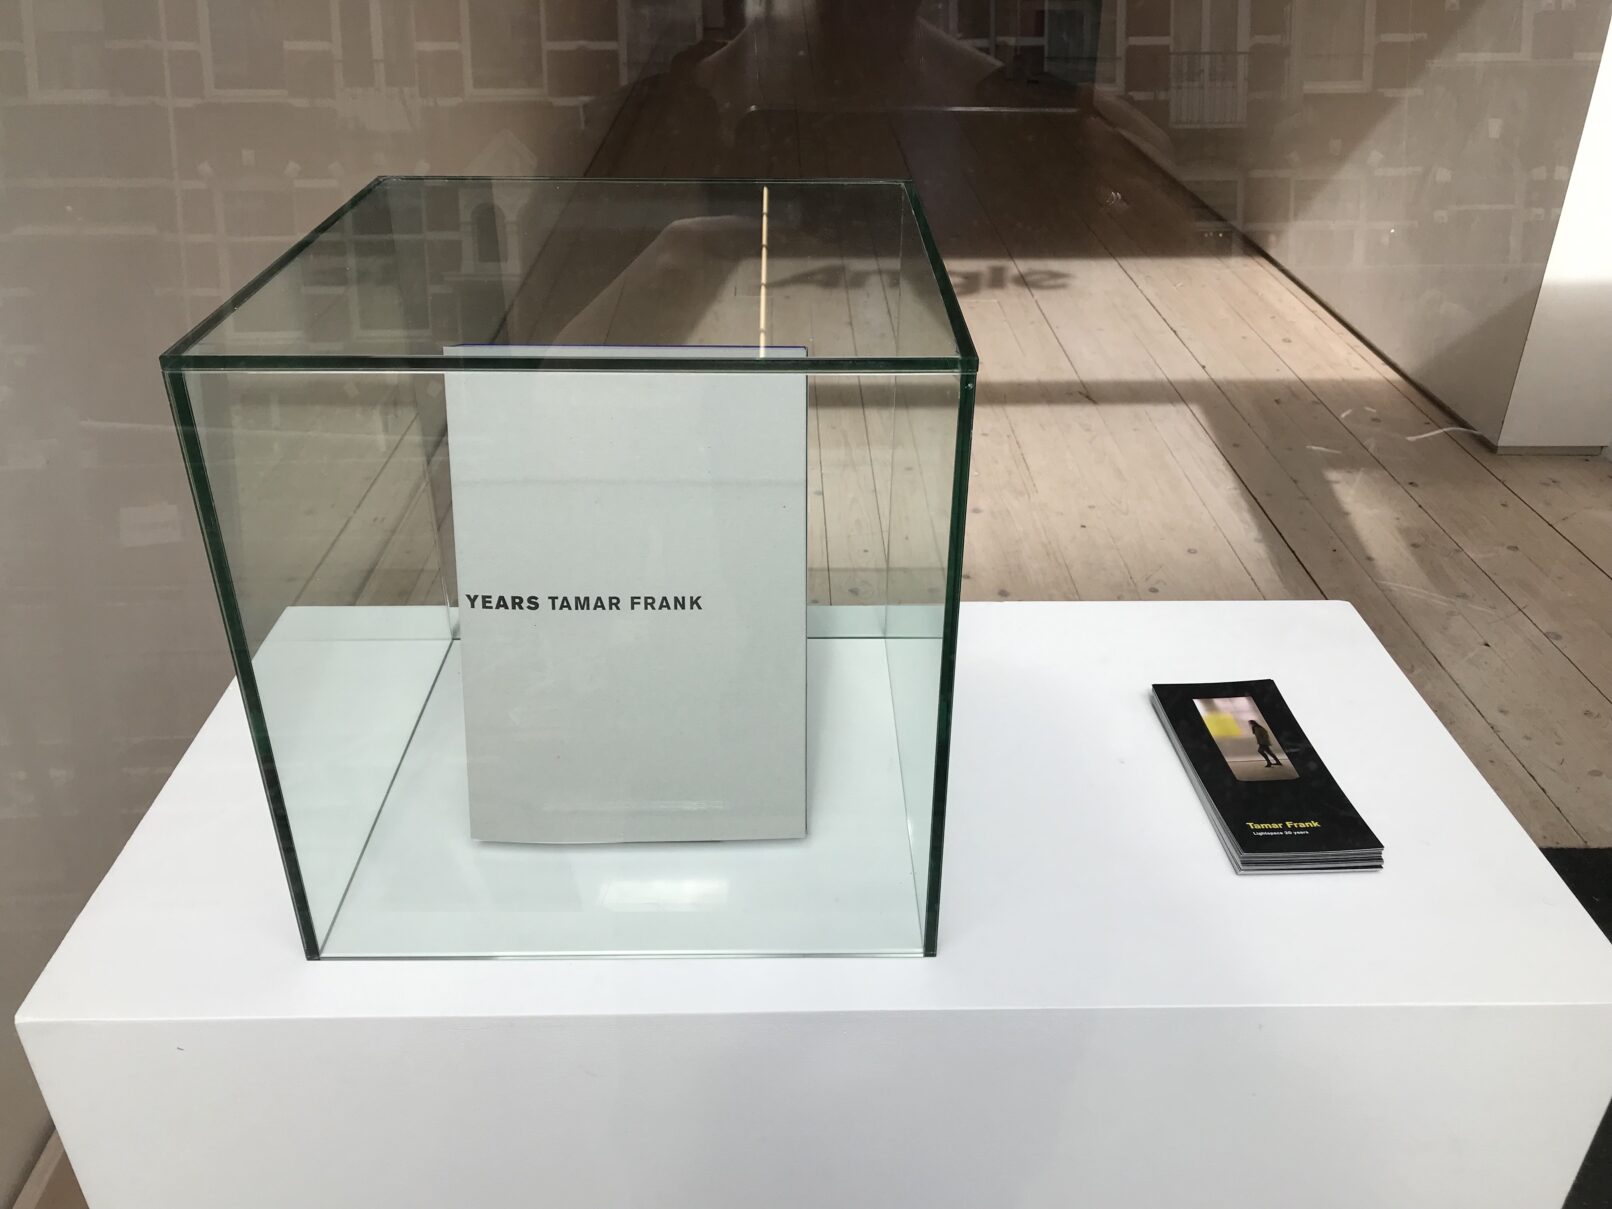 Angle
YEARS TAMAR FRANK
Tamar Frank
Lightspace 20 years